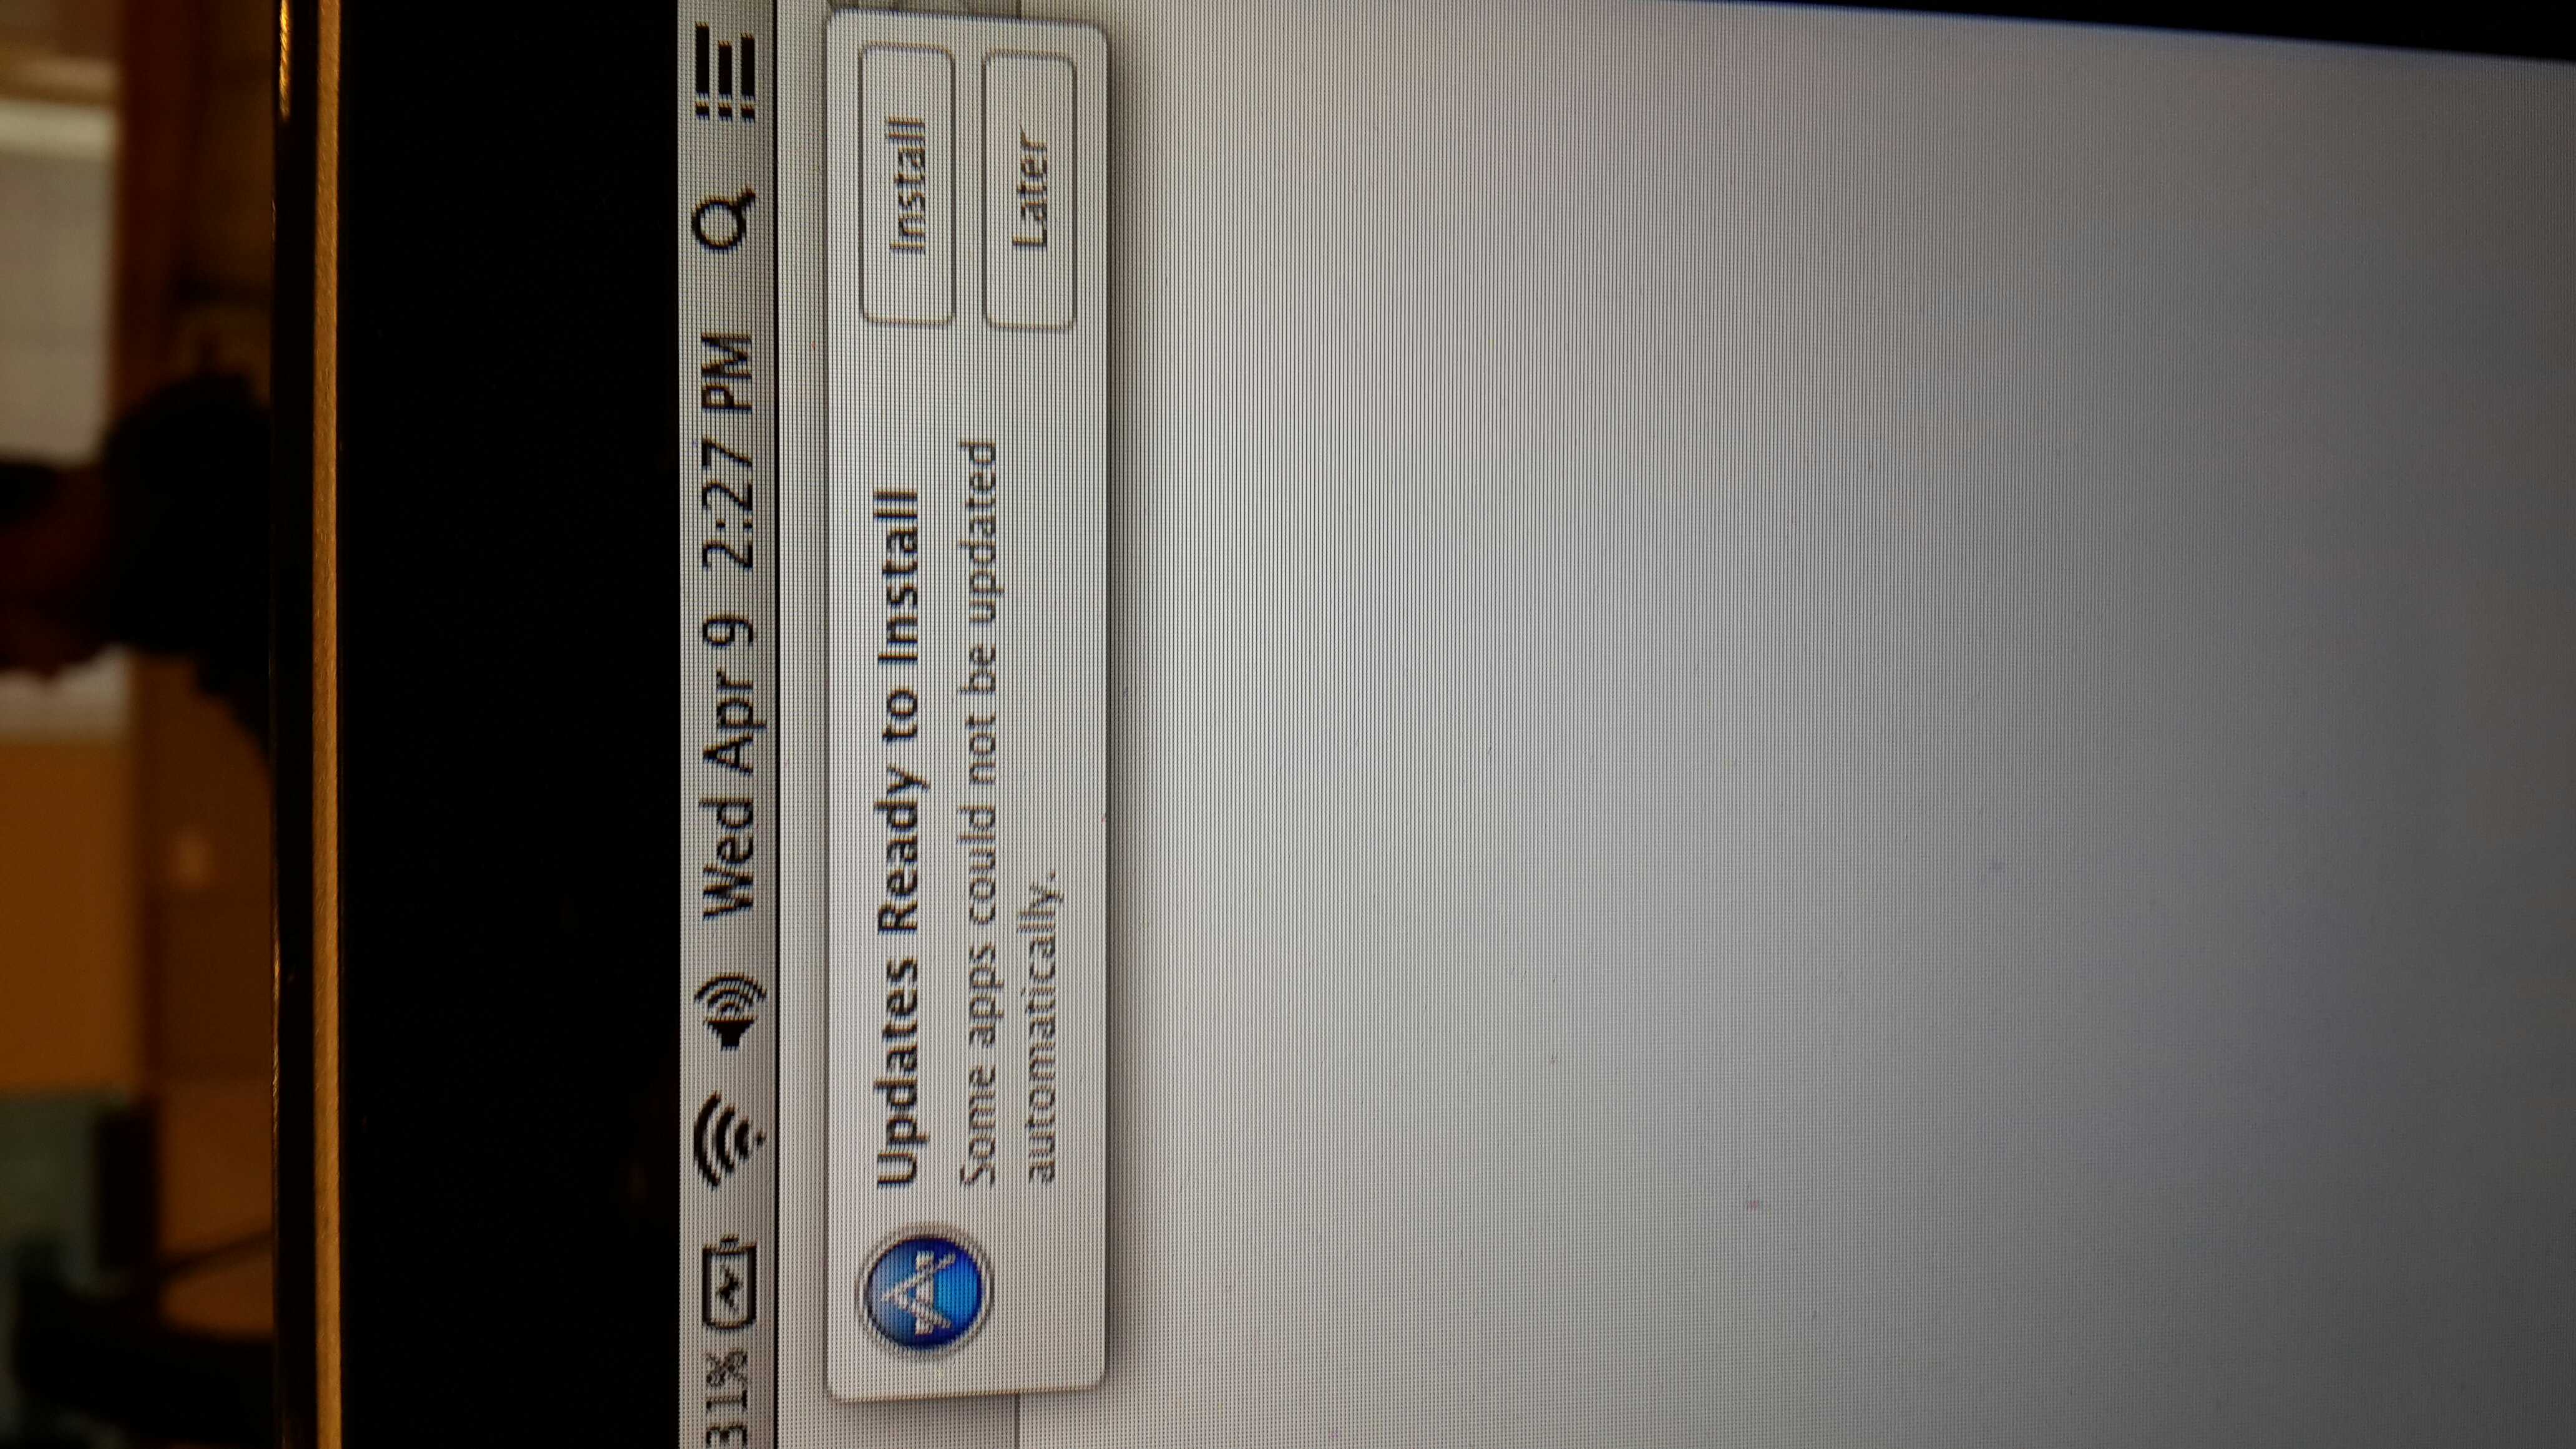 31% Wed Apr 9 2:27 PM
Updates Ready to Install
Install
Some apps could not be updated
automatically.
Later